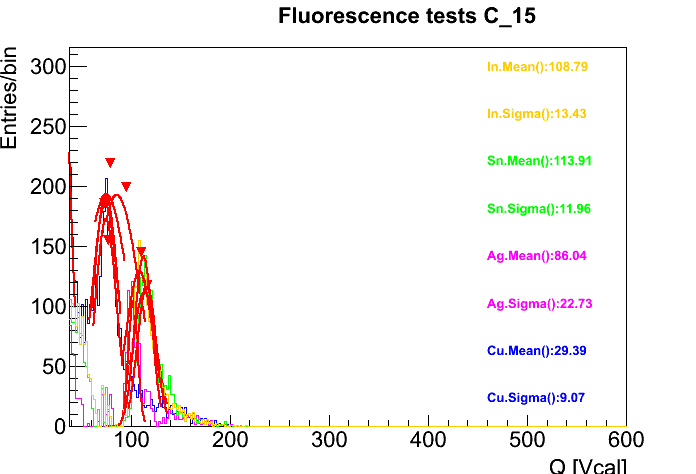 Fluorescence tests C_15
Entries/bin
300
250
200
150
100
50
0
100
200
300
400
500
600
Q [Vcal]
In.Mean():108.79
In.Sigma():13.43
Sn.Mean():113.91
Sn.Sigma():11.96
Ag.Mean():86.04
Ag.Sigma():22.73
Cu.Mean():29.39
Cu.Sigma():9.07